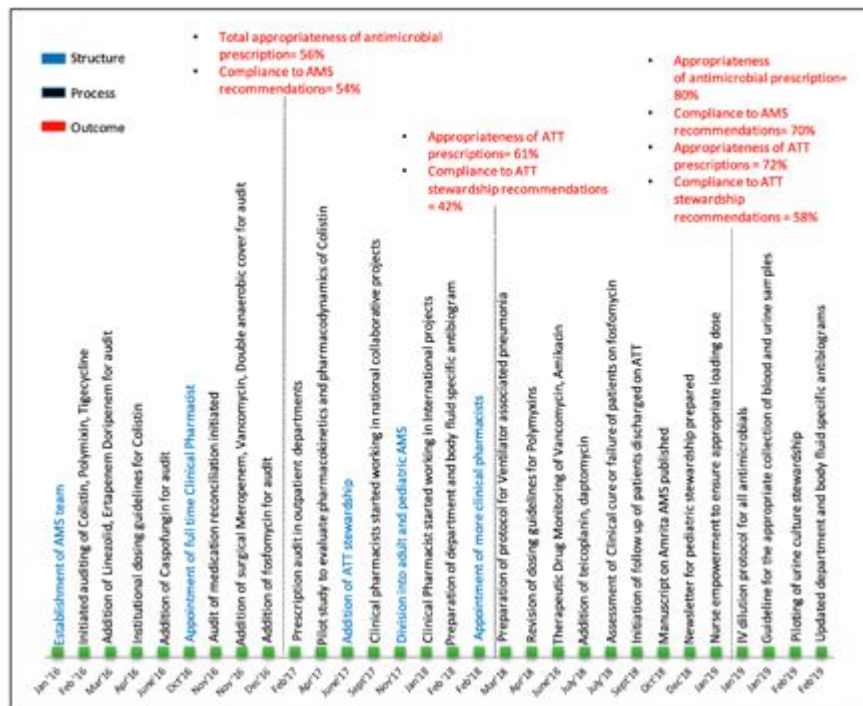 Structure
Process
Outcome
• Total appropriateness of antimicrobial
prescription= 56%
• Compliance to AMS
recommendations= 54%
• Appropriateness of ATT
prescriptions= 61%
• Compliance to ATT
stewardship recommendations
= 42%
• Appropriateness
of antimicrobial prescription=
80%
• Compliance to AMS
recommendations= 70%
• Appropriateness of ATT
prescriptions= 72%
• Compliance to ATT
stewardship
recommendations = 58%
Establishment of AMS team
Initiated auditing of Colistin, Polymixin, Tigecycline
Addition of Linezolid, Ertapenem Doripenem for audit
Institutional dosing guidelines for Colistin
Addition of Caspofungin for audit
Appointment of full time Clinical Pharmacist
Audit of medication reconciliation initiated
Addition of surgical Meropenem, Vancomycin, Double anaerobic cover for audit
Addition of fosfomycin for audit
Prescription audit in outpatient departments
Pilot study to evaluate pharmacokinetics and pharmacodynamics of Colistin
Addition of ATT stewardship
Clinical pharmacists started working in national collaborative projects
Division into adult and pediatric AMS
Clinical Pharmacist started working in International projects
Preparation of department and body fluid specific antibiogram
Appointment of more clinical pharmacists
Preparation of protocol for Ventilator associated pneumonia
Revision of dosing guidelines for Polymyxins
Therapeutic Drug Monitoring of Vancomycin, Amikacin
Addition of teicoplanin, daptomycin
Assessment of Clinical cure or failure of patients on fosfomycin
Initiation of follow up of patients discharged on ATT
Manuscript on Amrita AMS published
Newsletter for pediatric stewardship prepared
Nurse empowerment to ensure appropriate loading dose
IV dilution protocol for all antimicrobials
Guideline for the appropriate collection of blood and urine samples
Piloting of urine culture stewardship
Updated department and body fluid specific antibiograms
Jan '16
Feb '16
Mar'16
Apr'16
June'16
Oct'16
Nov'16
Nov '16
Dec'16
Feb'17
Apr'17
June'17
Sept'17
Nov'17
Jan'18
Feb '18
Feb'18
Mar'18
Apr'18
June'16
July'18
July'18
Sept'18
Oct'18
Dec'18
Jan'19
Jan'19
Jan'19
Feb'19
Feb'19